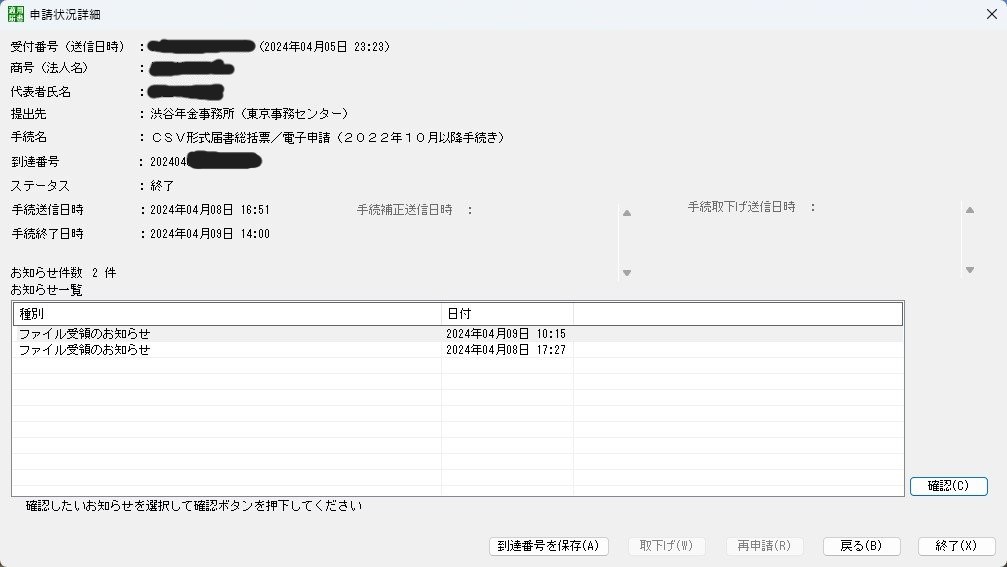 申請状況詳細
受付番号（送信日時） ： （2024年04月05日 23:23）
商号（法人名） ：
代表者氏名 ：
提出先 ： 渋谷年金事務所（東京事務センター）
手続名 ： ＣＳＶ形式届書総括票／電子申請（２０２２年１０月以降手続き）
到達番号 ： 202404
ステータス ： 終了
手続送信日時 ： 2024年04月08日 16:51 手続補正送信日時 ： 手続取下げ送信日時 ：
手続終了日時 ： 2024年04月09日 14:00
お知らせ件数 2 件
お知らせ一覧
種別 日付
ファイル受領のお知らせ 2024年04月09日 10:15
ファイル受領のお知らせ 2024年04月08日 17:27
確認(C)
確認したいお知らせを選択して確認ボタンを押下してください
到達番号を保存(A) 取下げ(W) 再申請(R) 戻る(B) 終了(X)